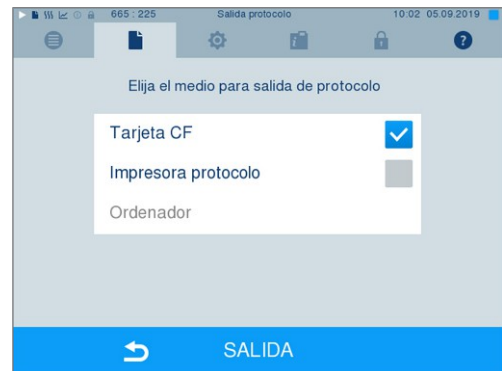 665 : 225 Salida protocolo 10:02 05.09.2019
Elija el medio para salida de protocolo
Tarjeta CF
Impresora protocolo
Ordenador
SALIDA